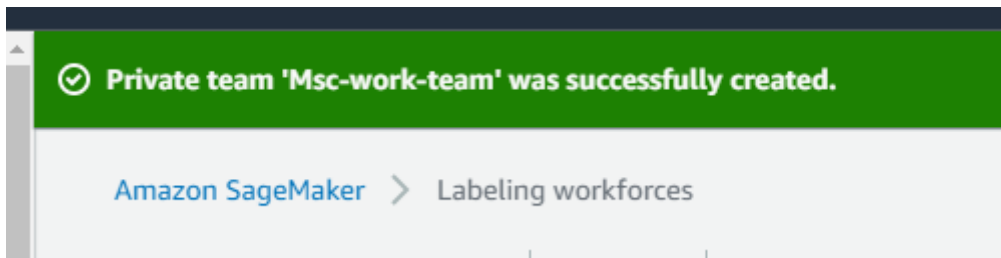 Private team 'Msc-work-team' was successfully created.
Amazon SageMaker > Labeling workforces